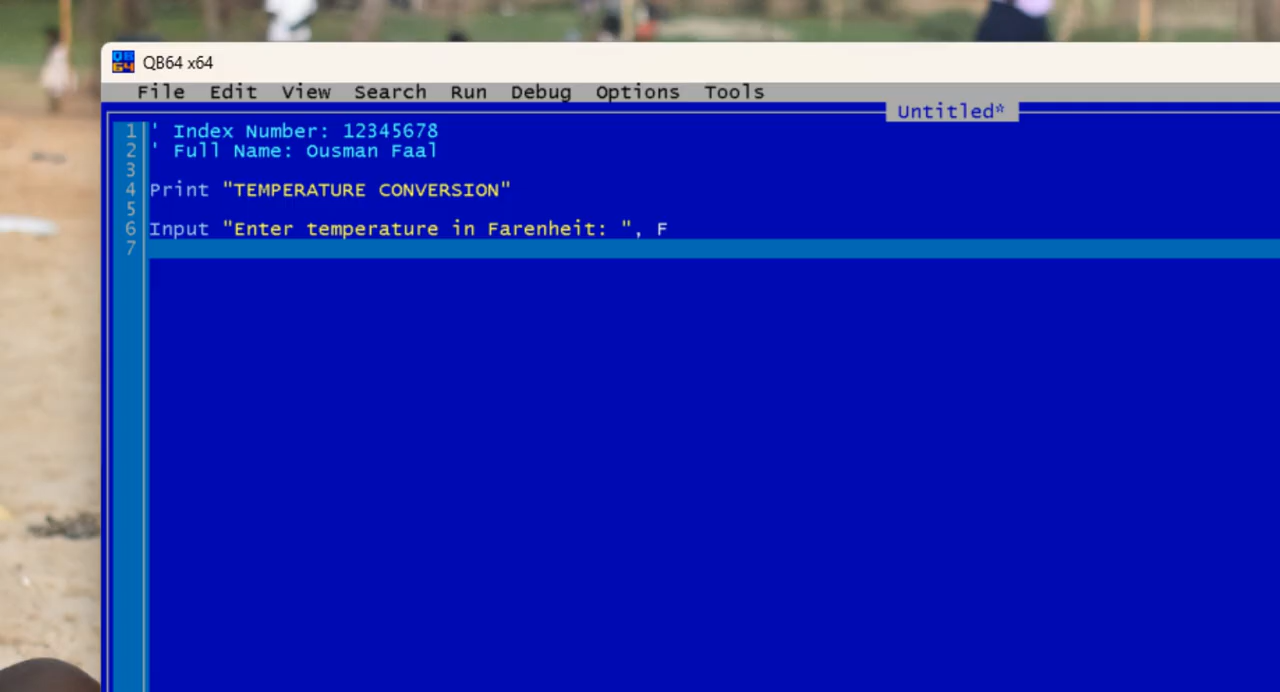 QB64 x64
File Edit View Search Run Debug Options Tools
Untitled*
1 ' Index Number: 12345678
2 ' Full Name: Ousman Faal
3
4 Print "TEMPERATURE CONVERSION"
5
6 Input "Enter temperature in Farenheit: ", F
7